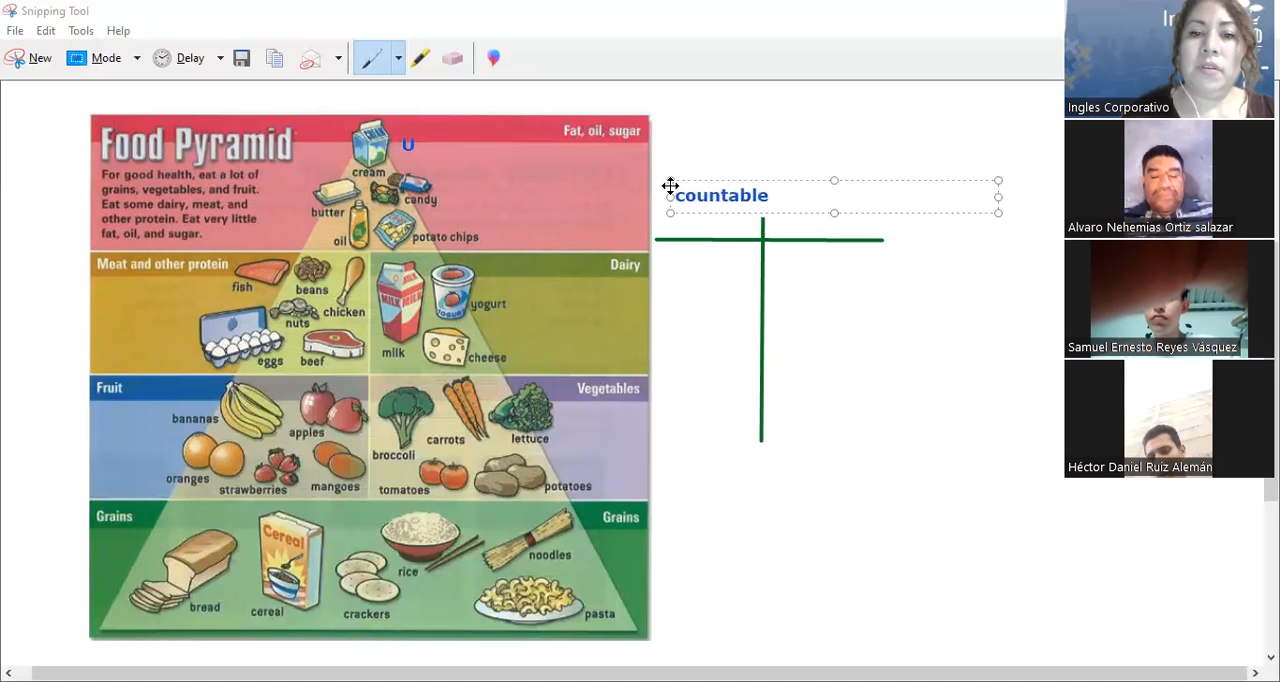 Snipping Tool
File Edit Tools Help
New Mode Delay
Food Pyramid
For good health, eat a lot of
grains, vegetables, and fruit.
Eat some dairy, meat, and
other protein. Eat very little
fat, oil, and sugar.
Fat, oil, sugar
CREAM
U
cream
candy
butter
oil
potato chips
countable
Meat and other protein
Dairy
fish
beans
chicken
nuts
eggs
beef
MILK
MILK
YOGURT
yogurt
milk
cheese
Fruit
Vegetables
bananas
apples
oranges
strawberries
mangoes
broccoli
carrots
lettuce
tomatoes
potatoes
Grains
Grains
Cereal
bread
cereal
crackers
rice
noodles
pasta
Ingles Corporativo
Alvaro Nehemias Ortiz salazar
Samuel Ernesto Reyes Vásquez
Héctor Daniel Ruiz Alemán